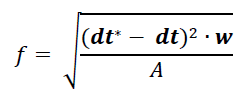 f = √((dt* − dt)² · w / A)